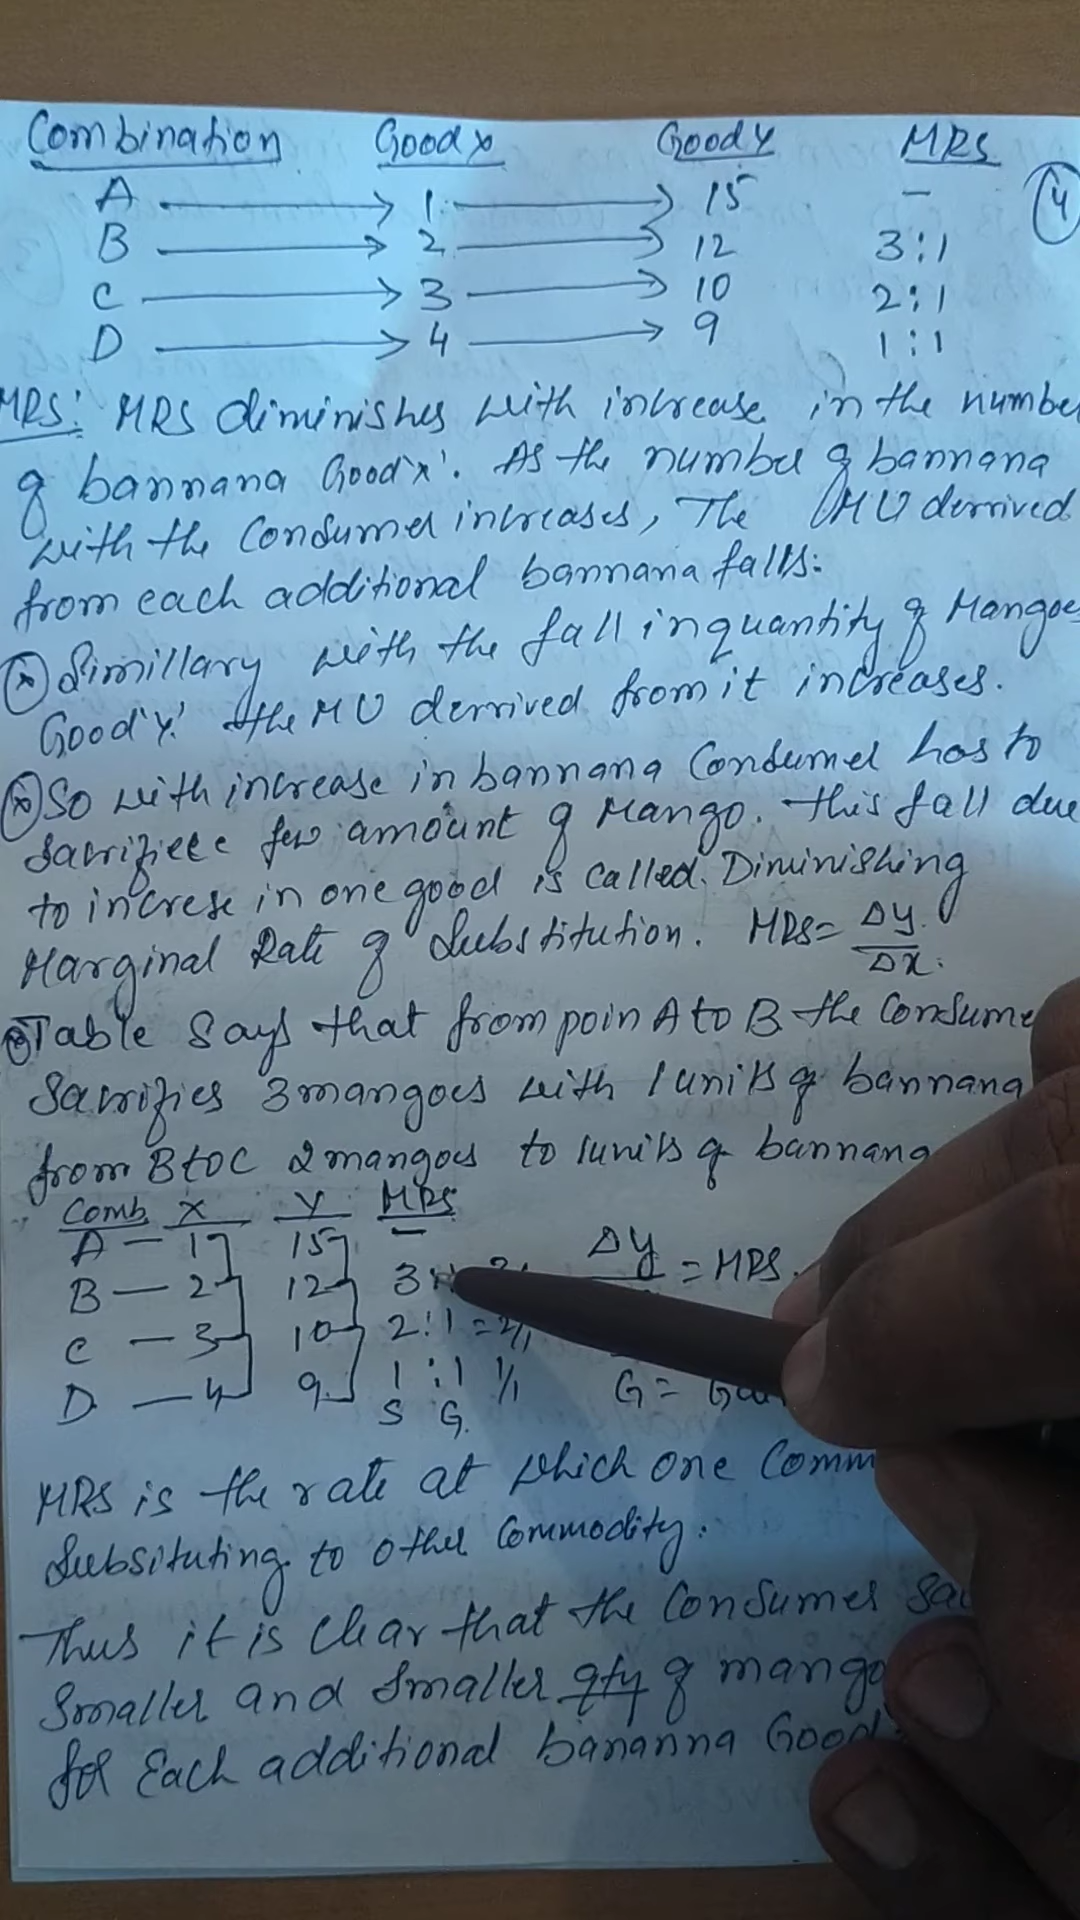 Combination Good x Good y MRS
A → 1 → 15 –
4
B → 2 → 12 3:1
C → 3 → 10 2:1
D → 4 → 9 1:1
MRS: MRS diminishes with increase in the number
of bannana Good 'x'. As the number of bannana
with the Consumer increases, The MU derrived
from each additional bannana falls.
Simillary with the fall in quantity of Mangoes
Good 'y' the MU derrived from it increases.
So with increase in bannana Consumer has to
few amount of Mango. This fall due
to increse in one good is called Diminishing
Marginal Rate of Substitution. MRS = Δy
Δx
Table Says that from poin A to B the Consume
Sacrifies 3 mangoes with 1 units of bannana
from B to C 2 mangoes to 1 units of bannana
Comb X Y MRS
A – 1 15 –
B – 2 12 3 Δy = MRS.
C – 3 10 2:1 = 2/1
D – 4 9 1:1 1/1 G =
S G.
MRS is the rate at which one Comm
Subsituting to other Commodity.
Thus it is Clear that the Consumer Sa
Smaller and Smaller qty of mango
for Each additional bananna Good